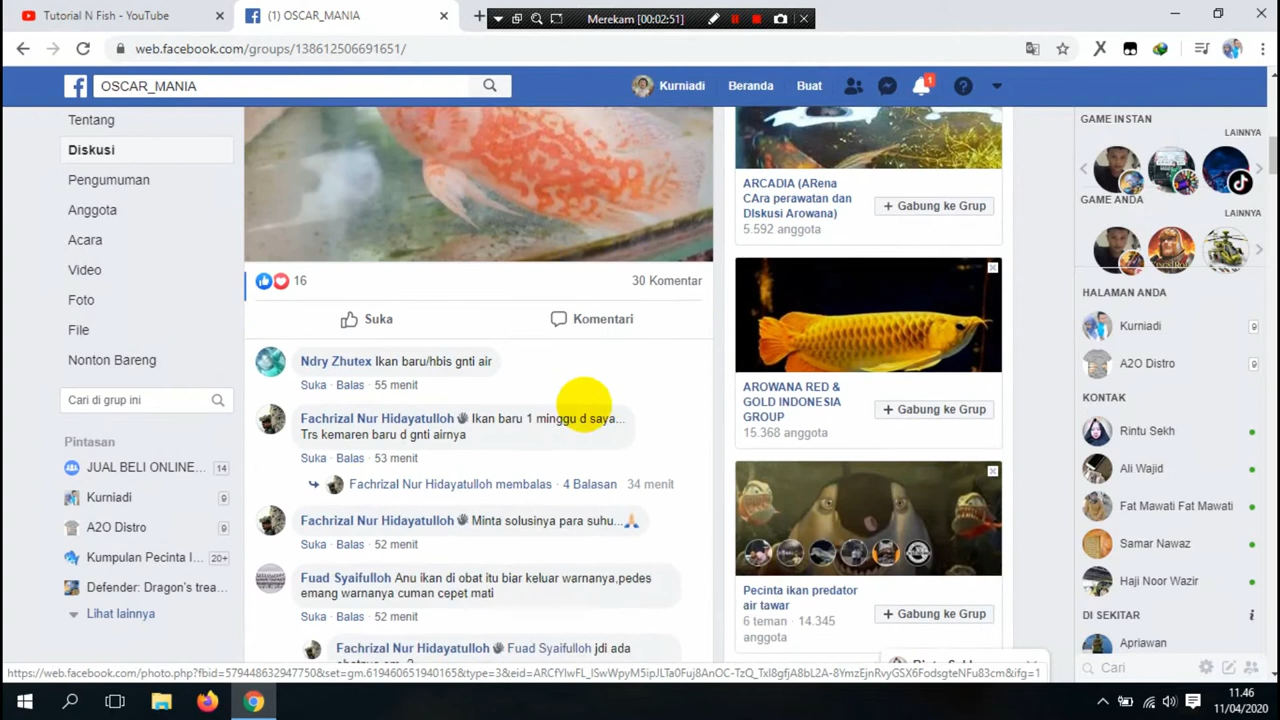 Tutorial N Fish - YouTube
(1) OSCAR_MANIA
Merekam [00:02:51]
web.facebook.com/groups/138612506691651/
OSCAR_MANIA
Kurniadi
Beranda
Buat
1
Tentang
Diskusi
Pengumuman
Anggota
Acara
Video
Foto
File
Nonton Bareng
Cari di grup ini
Pintasan
JUAL BELI ONLINE... 14
Kurniadi 9
A2O Distro 9
Kumpulan Pecinta I... 20+
Defender: Dragon's trea...
Lihat lainnya
16
30 Komentar
Suka
Komentari
Ndry Zhutex Ikan baru/hbis gnti air
Suka · Balas · 55 menit
Fachrizal Nur Hidayatulloh Ikan baru 1 minggu d saya...
Trs kemaren baru d gnti airnya
Suka · Balas · 53 menit
Fachrizal Nur Hidayatulloh membalas · 4 Balasan 34 menit
Fachrizal Nur Hidayatulloh Minta solusinya para suhu...
Suka · Balas · 52 menit
Fuad Syaifulloh Anu ikan di obat itu biar keluar warnanya,pedes
emang warnanya cuman cepet mati
Suka · Balas · 52 menit
Fachrizal Nur Hidayatulloh Fuad Syaifulloh jdi ada
ARCADIA (ARena
CAra perawatan dan
DIskusi Arowana)
5.592 anggota
+ Gabung ke Grup
AROWANA RED &
GOLD INDONESIA
GROUP
15.368 anggota
+ Gabung ke Grup
Pecinta ikan predator
air tawar
6 teman · 14.345
anggota
+ Gabung ke Grup
GAME INSTAN
LAINNYA
GAME ANDA
LAINNYA
HALAMAN ANDA
Kurniadi 9
A2O Distro 9
KONTAK
Rintu Sekh
Ali Wajid
Fat Mawati Fatmawati
Samar Nawaz
Haji Noor Wazir
DI SEKITAR
Apriawan
Cari
11.46
11/04/2020